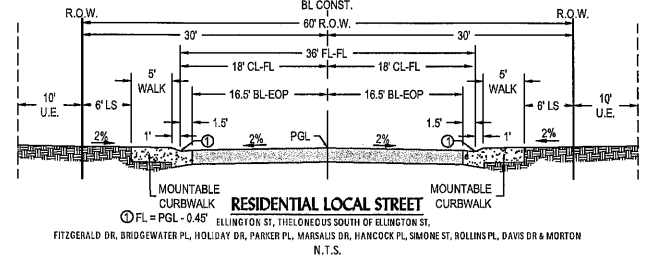 BL CONST.
R.O.W. R.O.W.
60' R.O.W.
30' 30'
36' FL-FL
18' CL-FL 18' CL-FL
5' WALK 5' WALK
10' U.E. 6' LS 16.5' BL-EOP 16.5' BL-EOP 6' LS 10' U.E.
1.5' 1.5'
2% 1' 1 2% PGL 2% 1 1' 2%
MOUNTABLE CURBWALK MOUNTABLE CURBWALK
RESIDENTIAL LOCAL STREET
1 FL = PGL - 0.45'
ELLINGTON ST, THELONEOUS SOUTH OF ELLINGTON ST,
FITZGERALD DR, BRIDGEWATER PL, HOLIDAY DR, PARKER PL, MARSALIS DR, HANCOCK PL, SIMONE ST, ROLLINS PL, DAVIS DR & MORTON
N.T.S.